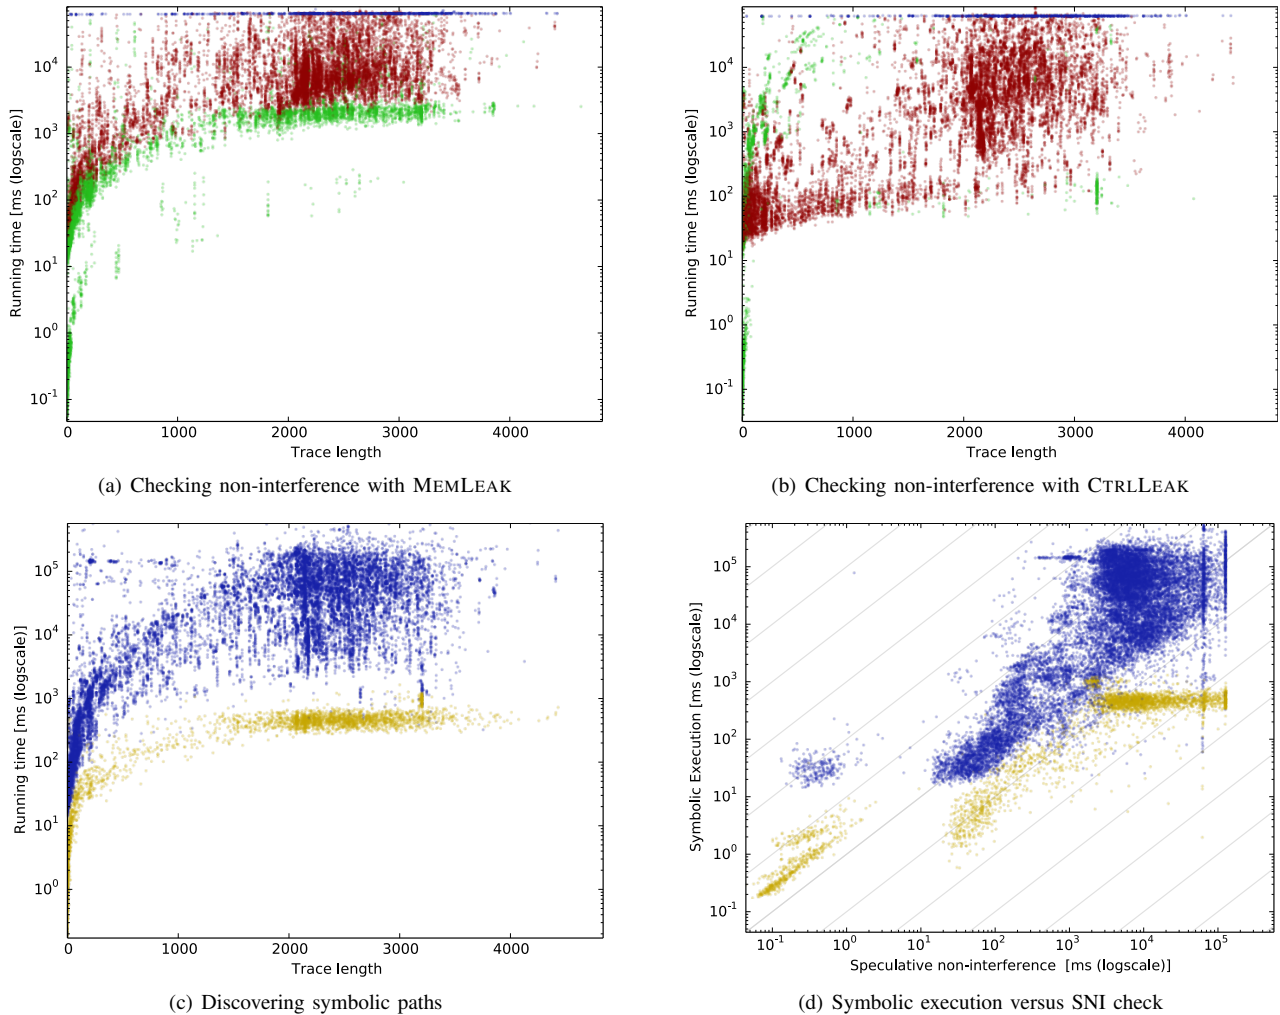 Running time [ms (logscale)]
10^4
10^3
10^2
10^1
10^0
10^-1
0 1000 2000 3000 4000
Trace length
(a) Checking non-interference with MEMLEAK
Running time [ms (logscale)]
10^4
10^3
10^2
10^1
10^0
10^-1
0 1000 2000 3000 4000
Trace length
(b) Checking non-interference with CTRLLEAK
Running time [ms (logscale)]
10^5
10^4
10^3
10^2
10^1
10^0
0 1000 2000 3000 4000
Trace length
(c) Discovering symbolic paths
Symbolic Execution [ms (logscale)]
10^5
10^4
10^3
10^2
10^1
10^0
10^-1
10^-1 10^0 10^1 10^2 10^3 10^4 10^5
Speculative non-interference [ms (logscale)]
(d) Symbolic execution versus SNI check